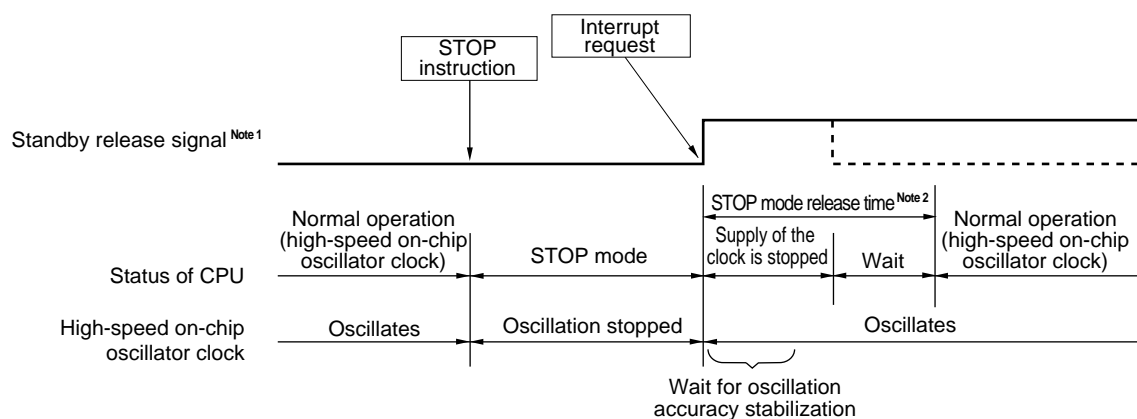 Interrupt
request
STOP
instruction
Standby release signal Note 1
STOP mode release time Note 2
Normal operation
(high-speed on-chip
oscillator clock)
Supply of the
clock is stopped
Normal operation
(high-speed on-chip
oscillator clock)
STOP mode
Wait
Status of CPU
High-speed on-chip
oscillator clock
Oscillates
Oscillation stopped
Oscillates
Wait for oscillation
accuracy stabilization